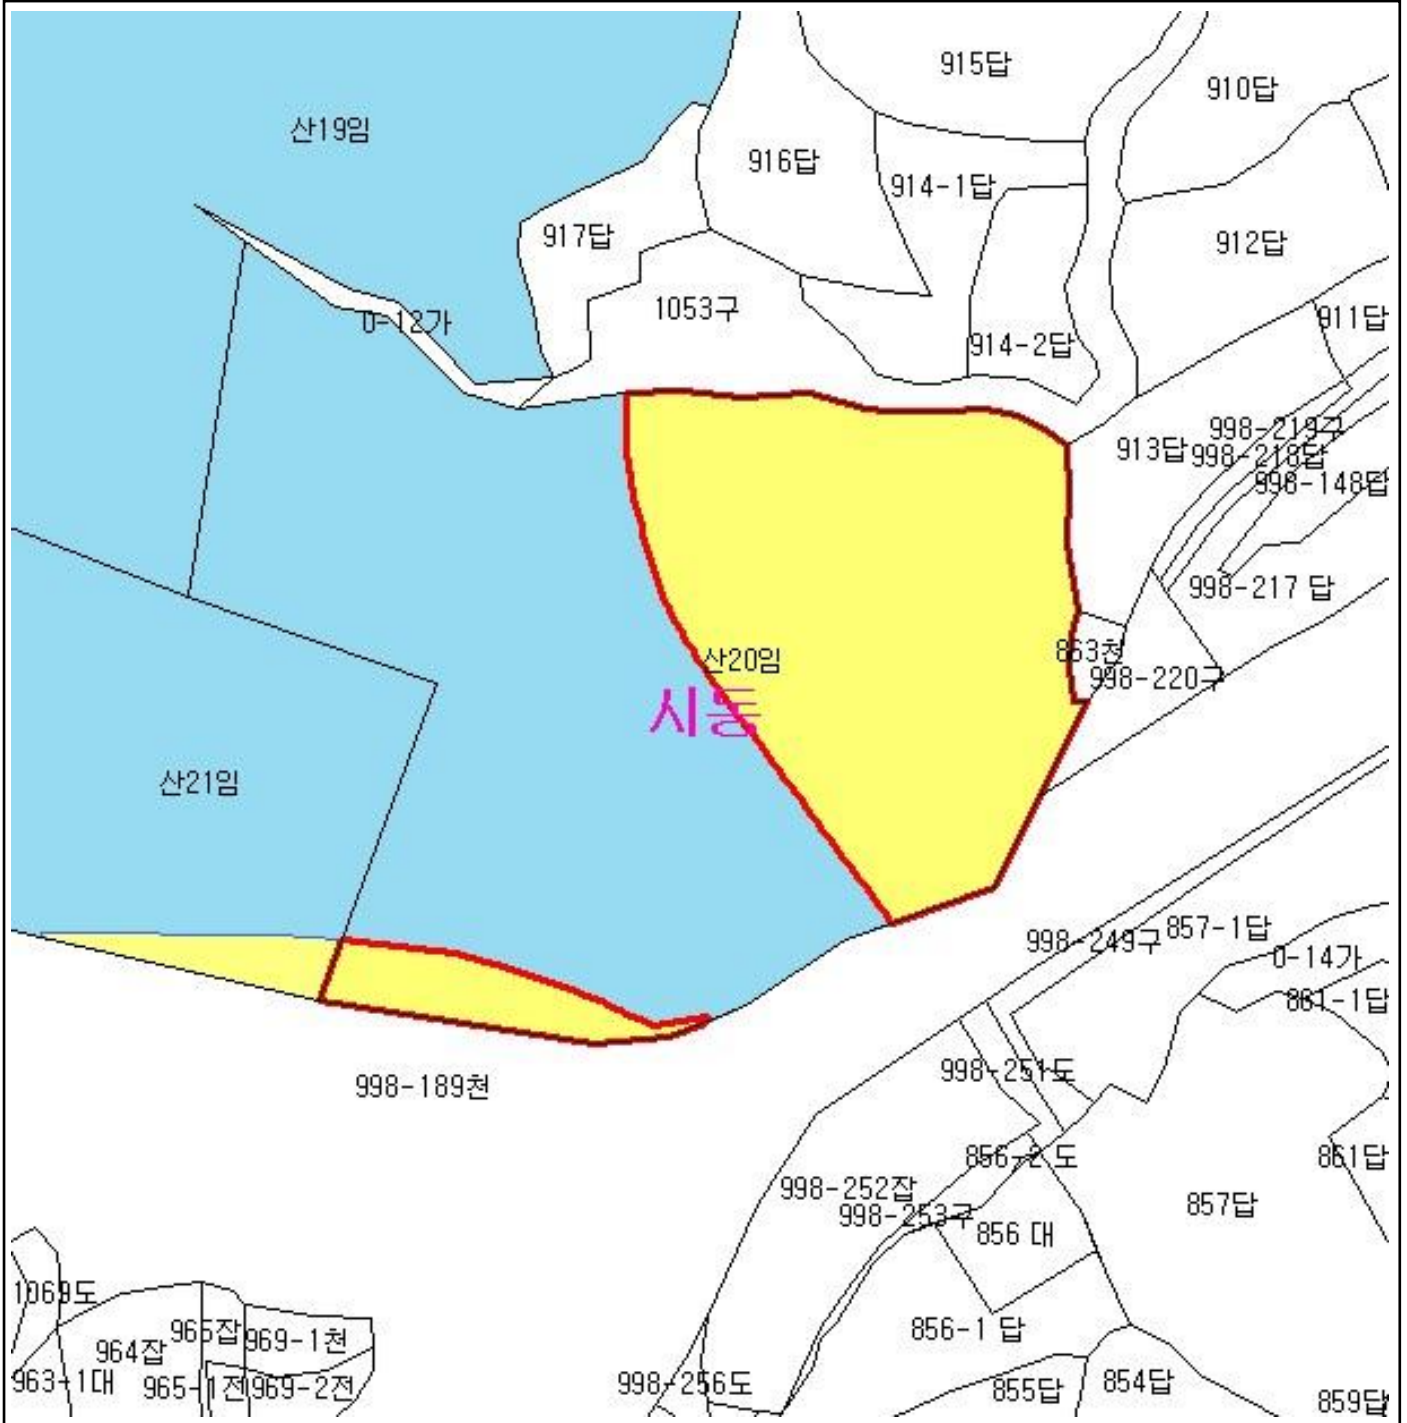 915답
910답
산19임
916답
914-1답
917답
912답
1053구
0-12가
911답
914-2답
998-219구
913답
998-218답
998-148답
998-217 답
863천
산20임
998-220구
시동
산21임
857-1답
998-249구
0-14가
861-1답
998-251도
998-189천
856-2 도
861답
998-252잡
857답
998-253구
856 대
1069도
965잡
969-1천
856-1 답
964잡
963-1대
965-1전
969-2전
998-256도
855답
854답
859답